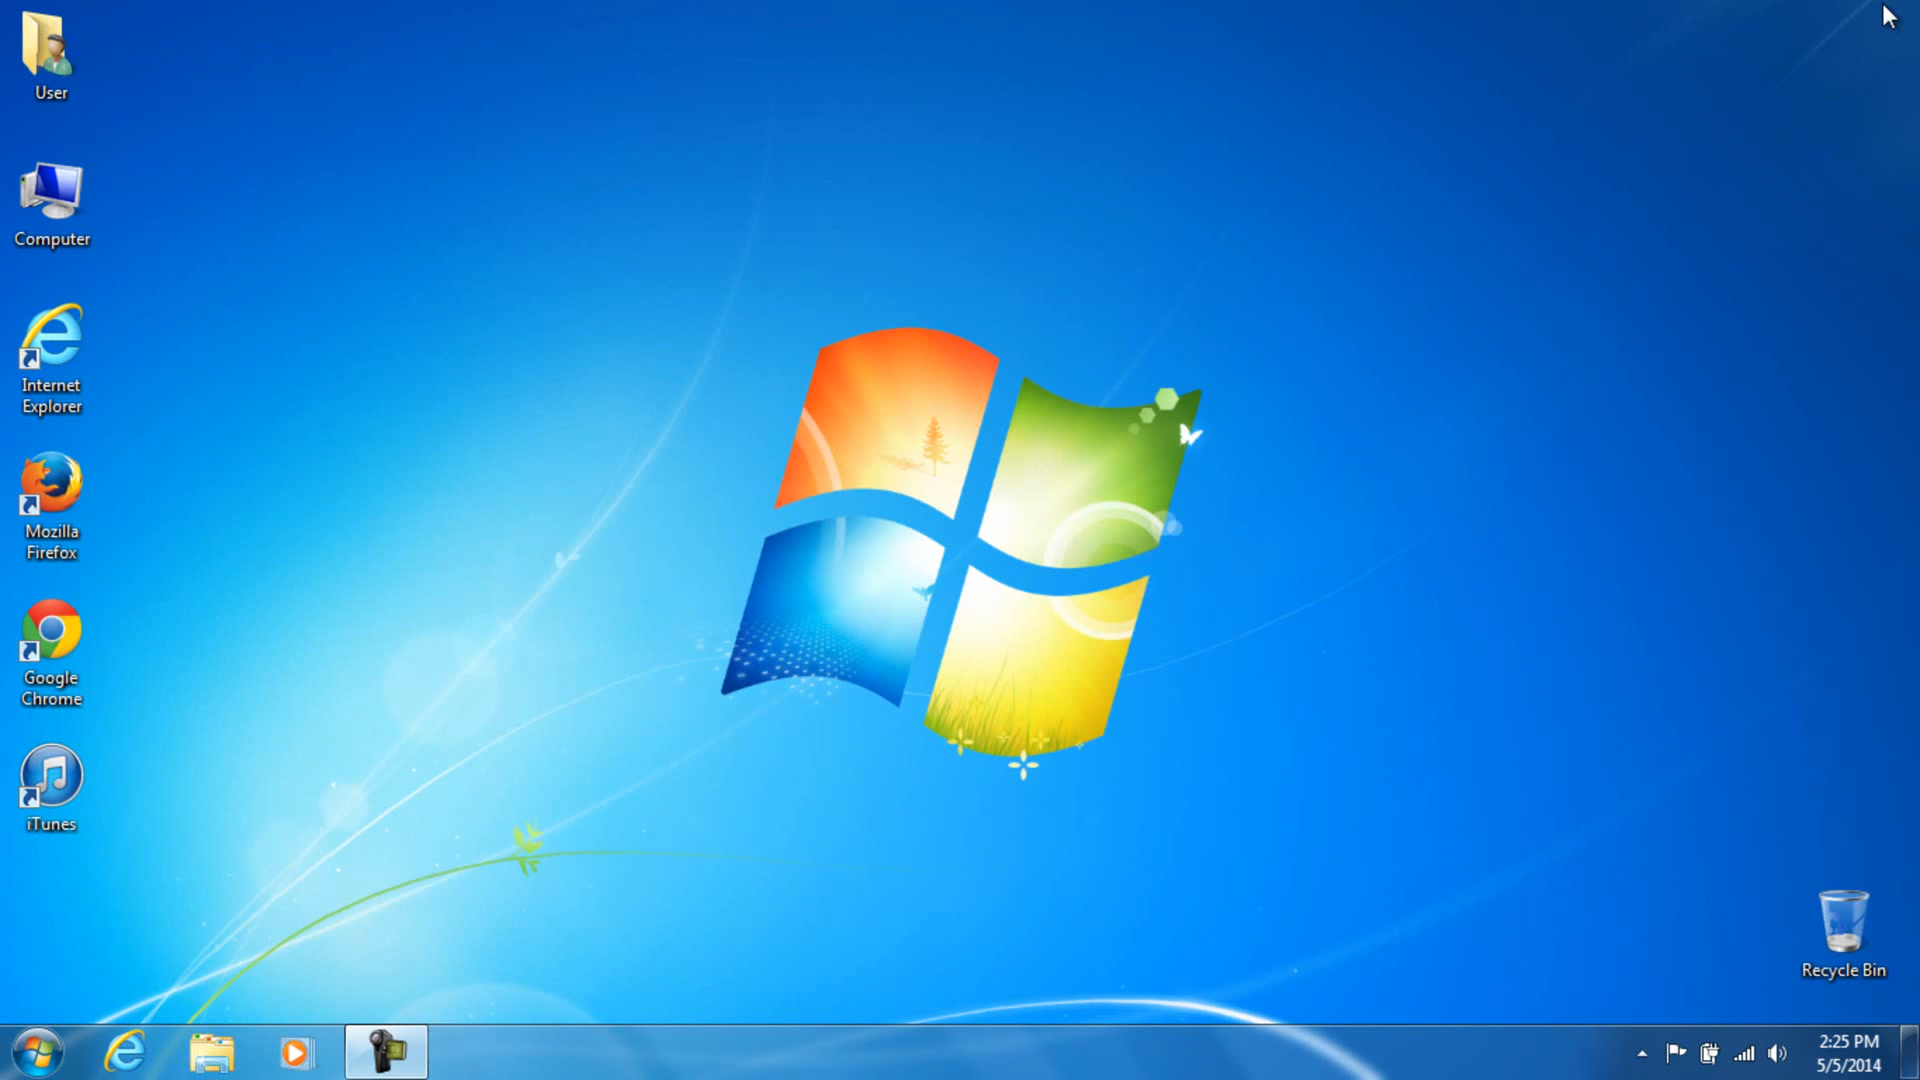 User
Computer
Internet
Explorer
Mozilla
Firefox
Google
Chrome
iTunes
Recycle Bin
2:25 PM
5/5/2014